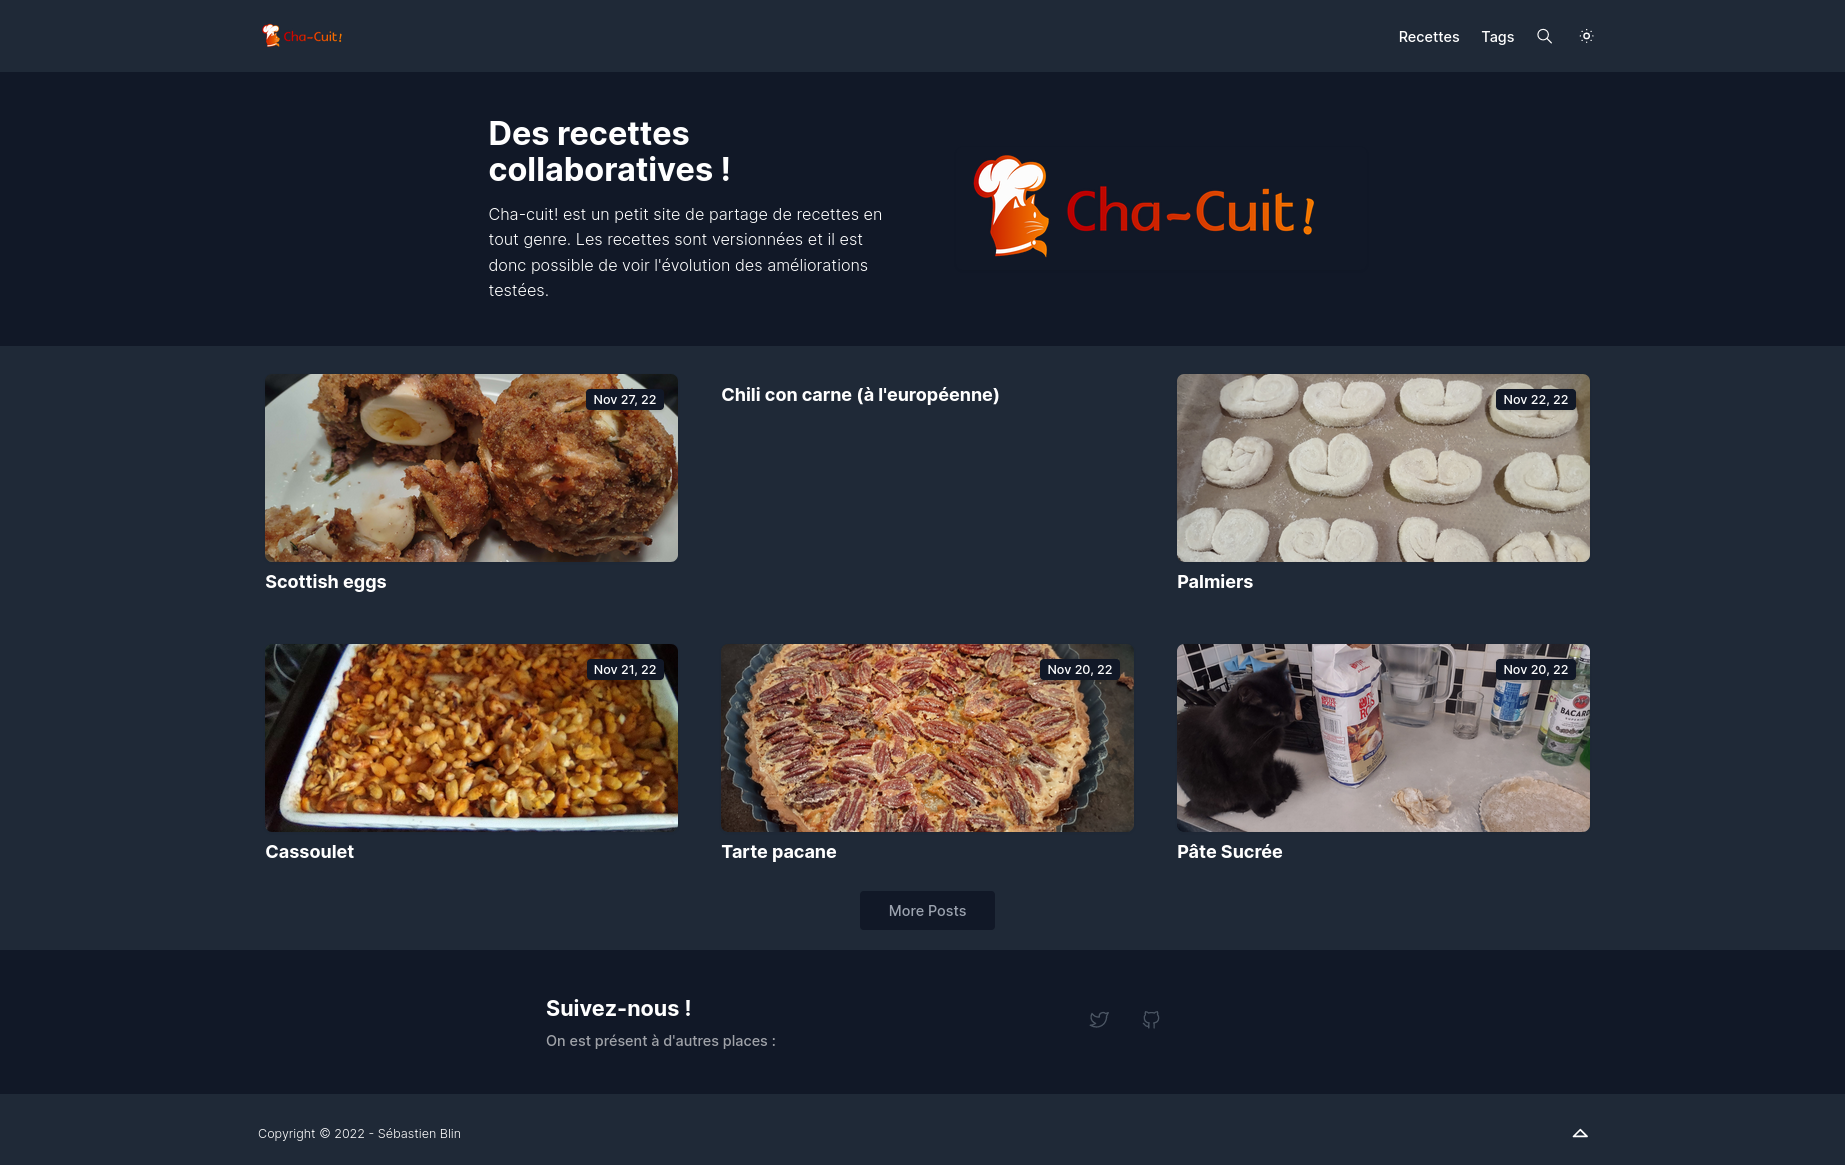 Cha~Cuit!
Recettes
Tags
Des recettes
collaboratives !
Cha-cuit! est un petit site de partage de recettes en
tout genre. Les recettes sont versionnées et il est
donc possible de voir l'évolution des améliorations
testées.
Cha~Cuit!
Nov 27, 22
Scottish eggs
Chili con carne (à l'européenne)
Nov 22, 22
Palmiers
Nov 21, 22
Cassoulet
Nov 20, 22
Tarte pacane
Nov 20, 22
BACARDI
Pâte Sucrée
More Posts
Suivez-nous !
On est présent à d'autres places :
Copyright © 2022 - Sébastien Blin